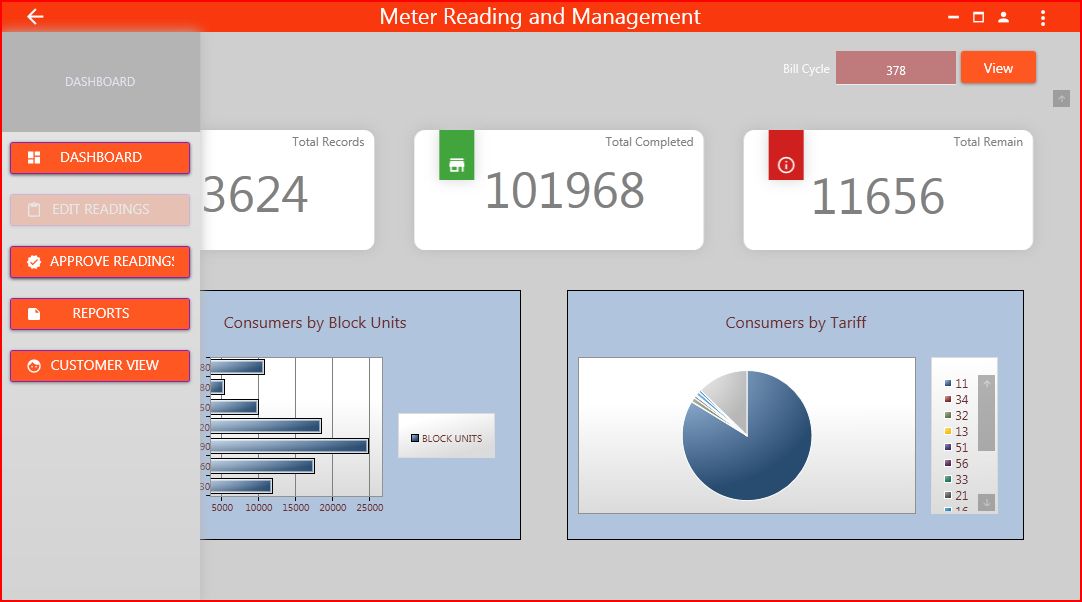 Meter Reading and Management
DASHBOARD
Bill Cycle 378 View
DASHBOARD
EDIT READINGS
APPROVE READINGS
REPORTS
CUSTOMER VIEW
Total Records
3624
Total Completed
101968
Total Remain
11656
Consumers by Block Units
80
80
50
20
90
60
30
5000 10000 15000 20000 25000
BLOCK UNITS
Consumers by Tariff
11
34
32
13
51
56
33
21
16